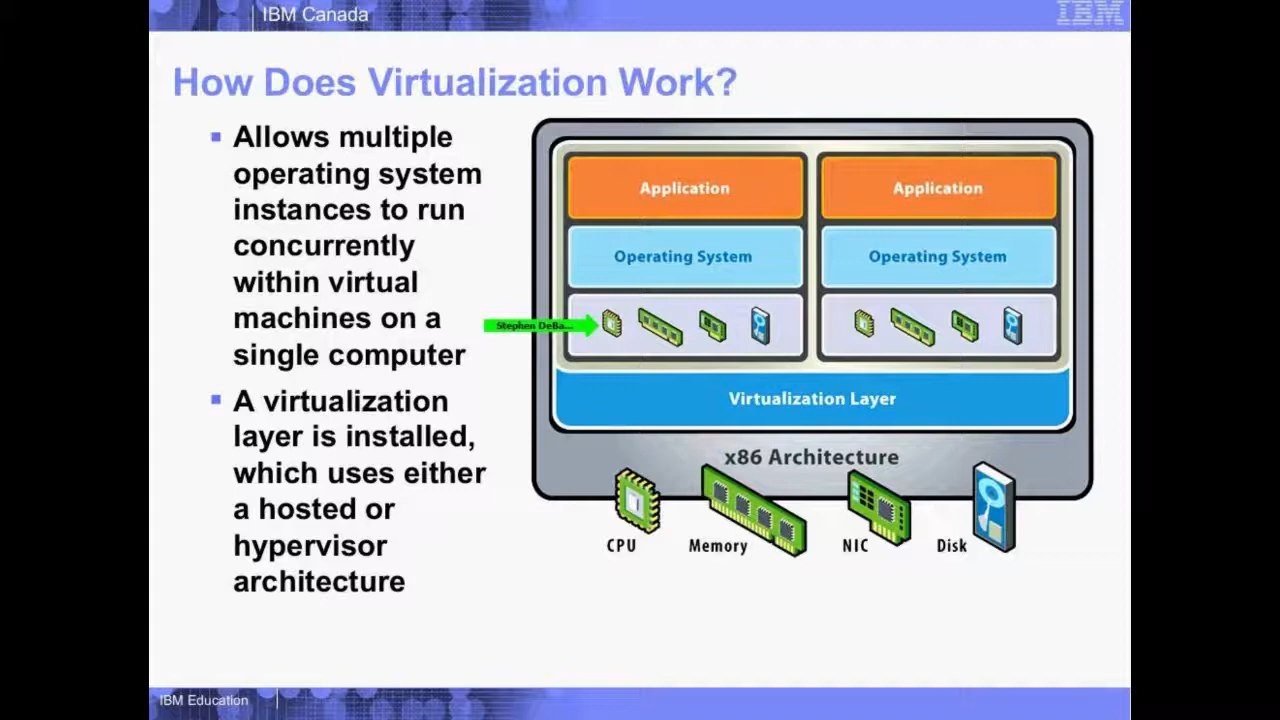 IBM Canada
IBM
How Does Virtualization Work?
Allows multiple
operating system
instances to run
concurrently
within virtual
machines on a
single computer
A virtualization
layer is installed,
which uses either
a hosted or
hypervisor
architecture
Application
Application
Operating System
Operating System
Stephen DeBa...
Virtualization Layer
x86 Architecture
CPU
Memory
NIC
Disk
IBM Education